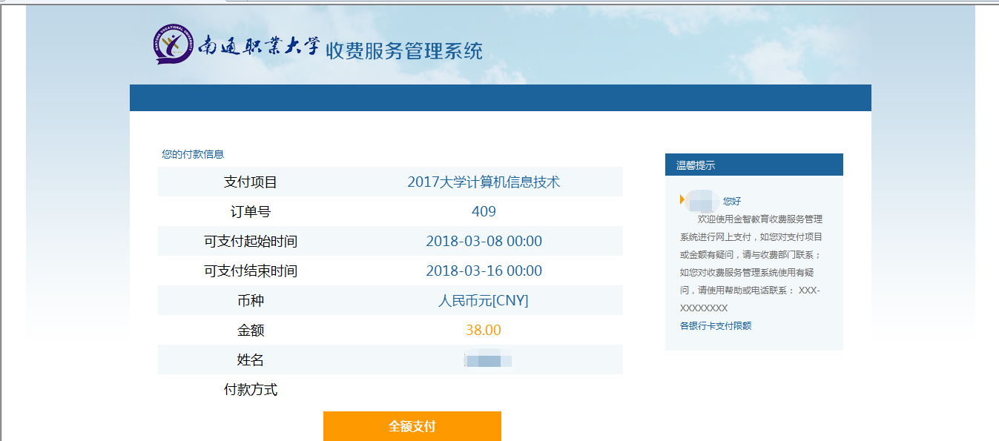 南通职业大学 收费服务管理系统
您的付款信息
支付项目 2017大学计算机信息技术
订单号 409
可支付起始时间 2018-03-08 00:00
可支付结束时间 2018-03-16 00:00
币种 人民币元[CNY]
金额 38.00
姓名
付款方式
全额支付
温馨提示
您好
欢迎使用金智教育收费服务管理
系统进行网上支付，如您对支付项目
或金额有疑问，请与收费部门联系；
如您对收费服务管理系统使用有疑
问，请使用帮助或电话联系： XXX-
XXXXXXXX
各银行卡支付限额